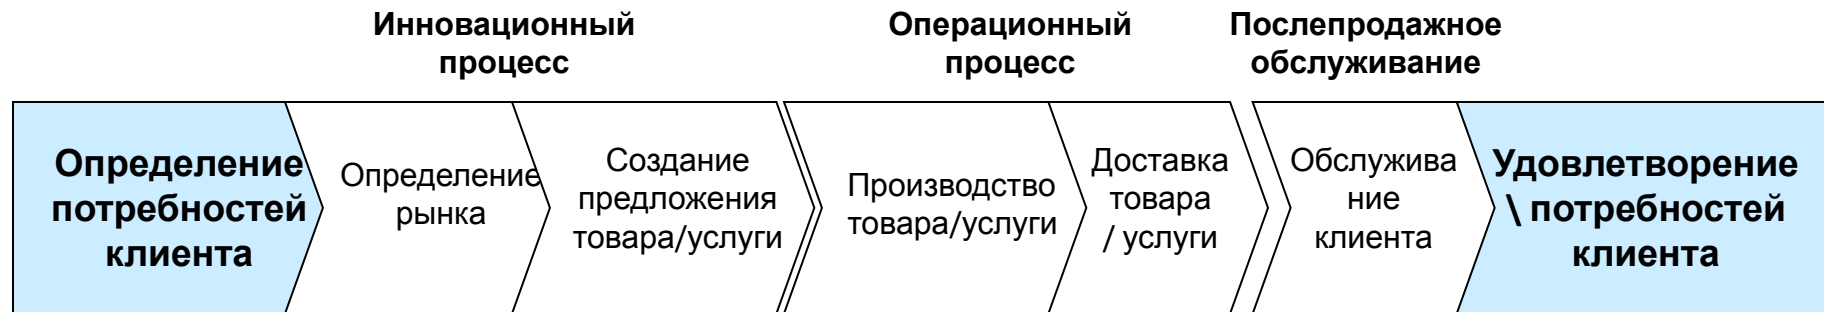 Инновационный
процесс
Операционный
процесс
Послепродажное
обслуживание
Определение
потребностей
клиента
Определение
рынка
Создание
предложения
товара/услуги
Производство
товара/услуги
Доставка
товара
/ услуги
Обслужива
ние
клиента
Удовлетворение
\ потребностей
клиента